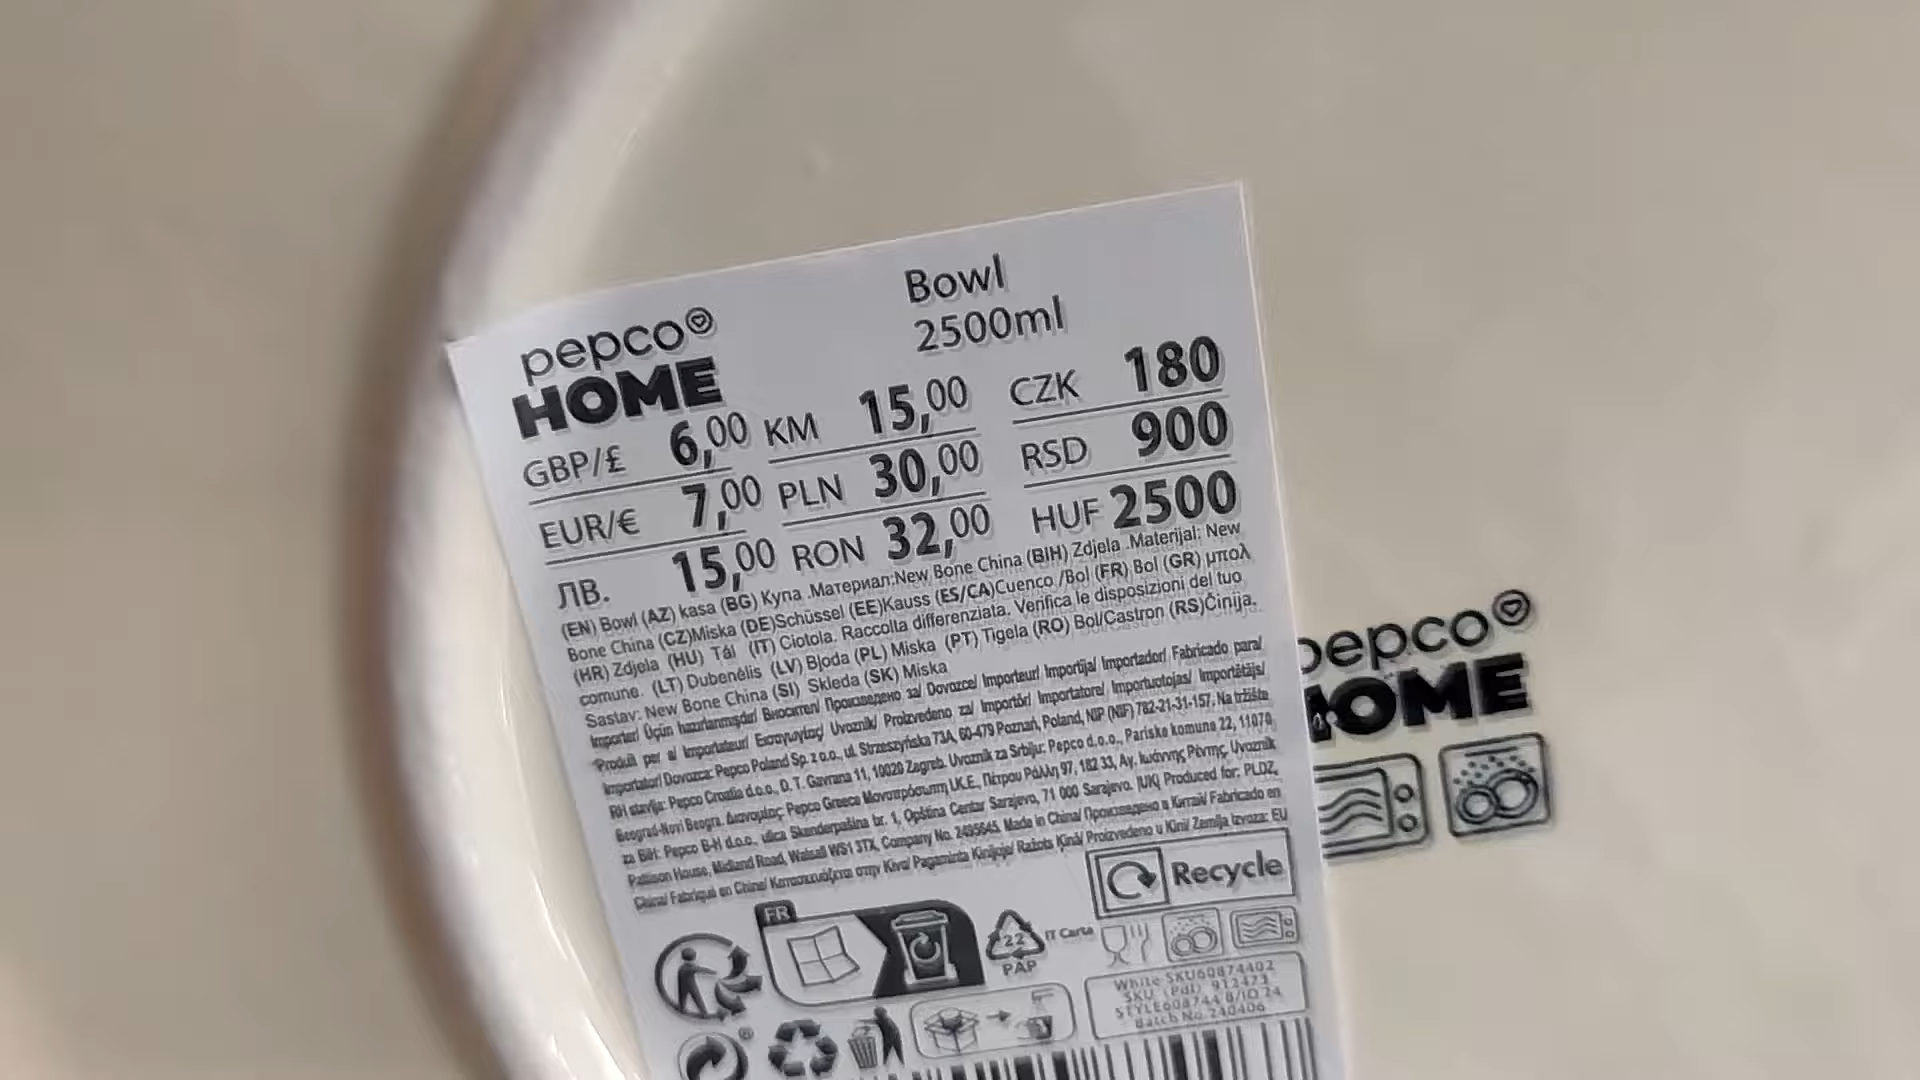 Bowl
2500ml
pepco
HOME
GBP/£ 6,00 KM 15,00 CZK 180
EUR/€ 7,00 PLN 30,00 RSD 900
ЛВ. 15,00 RON 32,00 HUF 2500
(EN) Bowl (AZ) kasa (BG) Купа .Материал:New Bone China (BIH) Zdjela .Materijal: New
Bone China (CZ)Miska (DE)Schüssel (EE)Kauss (ES/CA)Cuenco /Bol (FR) Bol (GR) μπολ
(HR) Zdjela (HU) Tál (IT) Ciotola. Raccolta differenziata. Verifica le disposizioni del tuo
comune. (LT) Dubenėlis (LV) Bļoda (PL) Miska (PT) Tigela (RO) Bol/Castron (RS)Činija.
Sastav: New Bone China (SI) Skleda (SK) Miska
Importer/ Üçün hazırlanmışdır/ Вносител/ Произведено за/ Dovozce/ Importeur/ Importija/ Importador/ Fabricado para/
Produit per a/ Importateur/ Εισαγωγέας/ Uvoznik/ Proizvedeno za/ Importőr/ Importatore/ Importuotojas/ Importētājs/
Importator/ Dovozca: Pepco Poland Sp. z o.o., ul. Strzeszyńska 73A, 60-479 Poznań, Poland, NIP (NIF) 782-21-31-157. Na tržište
RH stavlja: Pepco Croatia d.o.o., D. T. Gavrana 11, 10020 Zagreb. Uvoznik za Srbiju: Pepco d.o.o., Pariske komune 22, 11070
Beograd-Novi Beogra. Διανομέας: Pepco Greece Μονοπρόσωπη Ι.Κ.Ε., Πέτρου Ράλλη 97, 182 33, Αγ. Ιωάννης Ρέντης. Uvoznik
za BiH: Pepco B-H d.o.o., ulica Skenderpašina br. 1, Opština Centar Sarajevo, 71 000 Sarajevo. |UK| Produced for: PLDZ,
Pattison House, Midland Road, Walsall WS1 3TX, Company No. 2495645. Made in China/ Произведено в Китай/ Fabricado en
China/ Fabriqué en Chine/ Κατασκευάζεται στην Κίνα/ Pagaminta Kinijoje/ Ražots Ķīnā/ Proizvedeno u Kini/ Zemlja izvoza: EU
Recycle
FR
22
PAP
IT Carta
White SKU60874402
SKU (Pdl) 912473
STYLE608744 8/IO 24
Batch No. 240406
pepco
HOME